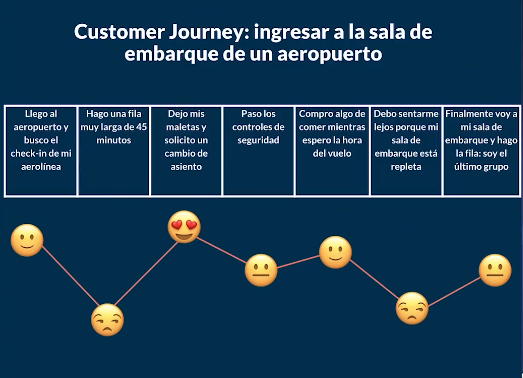 Customer Journey: ingresar a la sala de
embarque de un aeropuerto
Llego al
aeropuerto y
busco el
check-in de mi
aerolínea
Hago una fila
muy larga de 45
minutos
Dejo mis
maletas y
solicito un
cambio de
asiento
Paso los
controles de
seguridad
Compro algo de
comer mientras
espero la hora
del vuelo
Debo sentarme
lejos porque mi
sala de
embarque está
repleta
Finalmente voy a
mi sala de
embarque y hago
la fila: soy el
último grupo